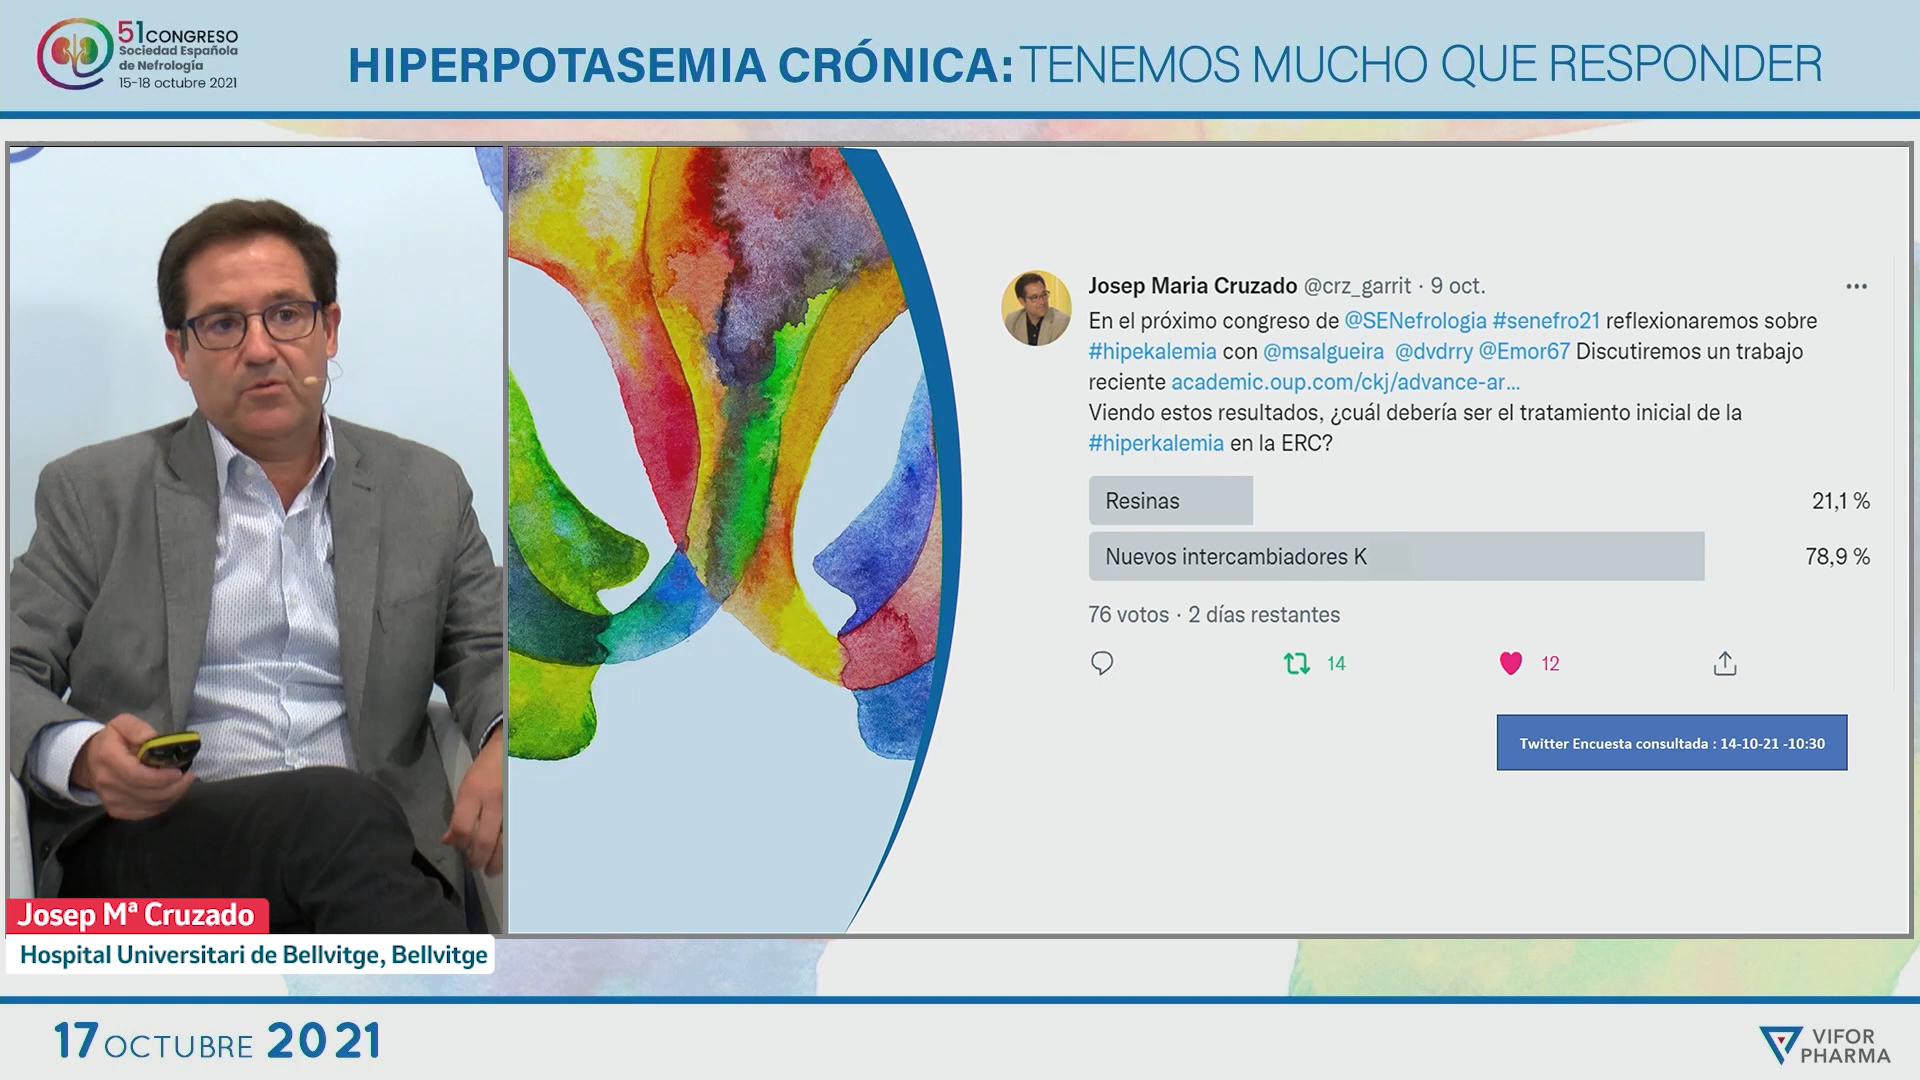 51 CONGRESO
Sociedad Española
de Nefrología
15-18 octubre 2021
HIPERPOTASEMIA CRÓNICA: TENEMOS MUCHO QUE RESPONDER
Josep Maria Cruzado @crz_garrit · 9 oct.
En el próximo congreso de @SENefrologia #senefro21 reflexionaremos sobre
#hipekalemia con @msalgueira @dvdrry @Emor67 Discutiremos un trabajo
reciente academic.oup.com/ckj/advance-ar...
Viendo estos resultados, ¿cuál debería ser el tratamiento inicial de la
#hiperkalemia en la ERC?
Resinas 21,1 %
Nuevos intercambiadores K 78,9 %
76 votos · 2 días restantes
14 12
Twitter Encuesta consultada : 14-10-21 -10:30
Josep Mª Cruzado
Hospital Universitari de Bellvitge, Bellvitge
17 OCTUBRE 2021
VIFOR
PHARMA